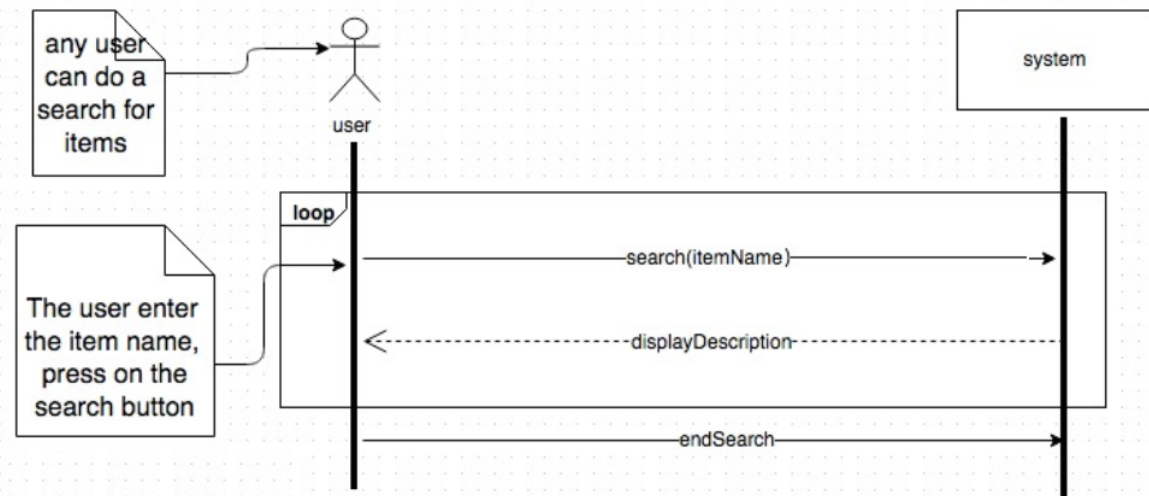 any user
can do a
search for
items
user
system
loop
search(itemName)
The user enter
the item name,
press on the
search button
displayDescription
endSearch